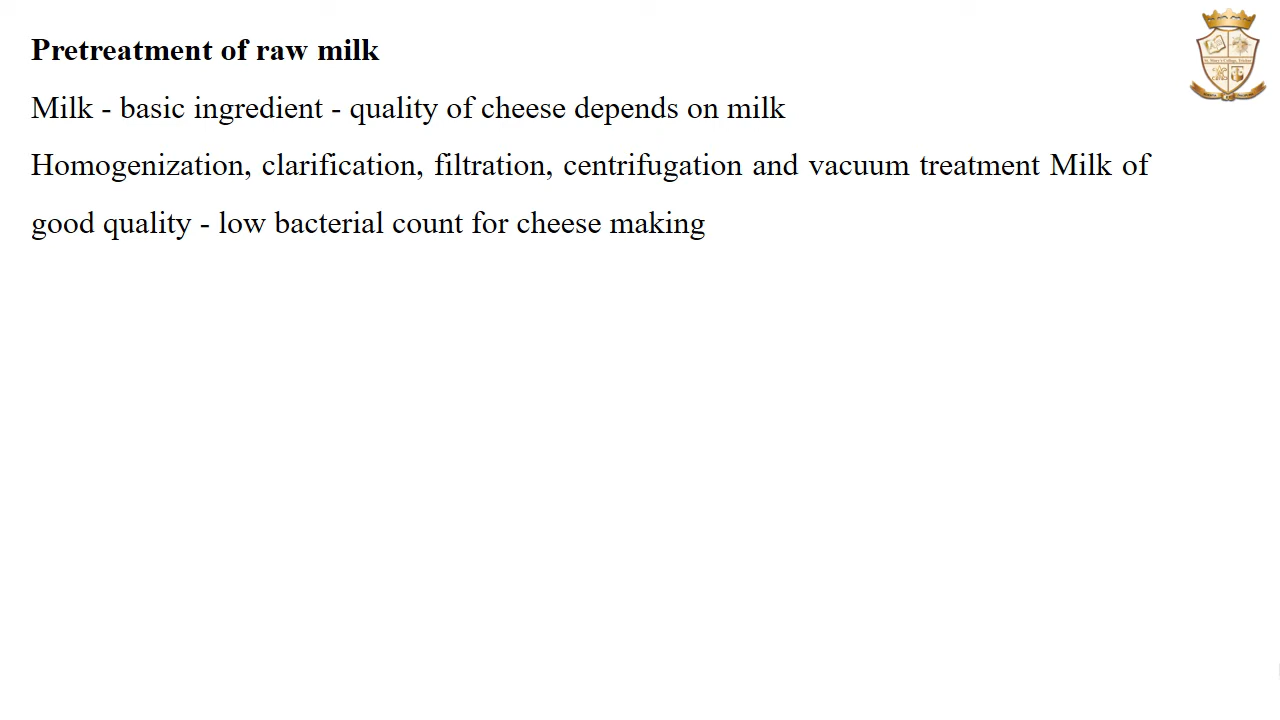 Pretreatment of raw milk
Milk - basic ingredient - quality of cheese depends on milk
Homogenization, clarification, filtration, centrifugation and vacuum treatment Milk of
good quality - low bacterial count for cheese making